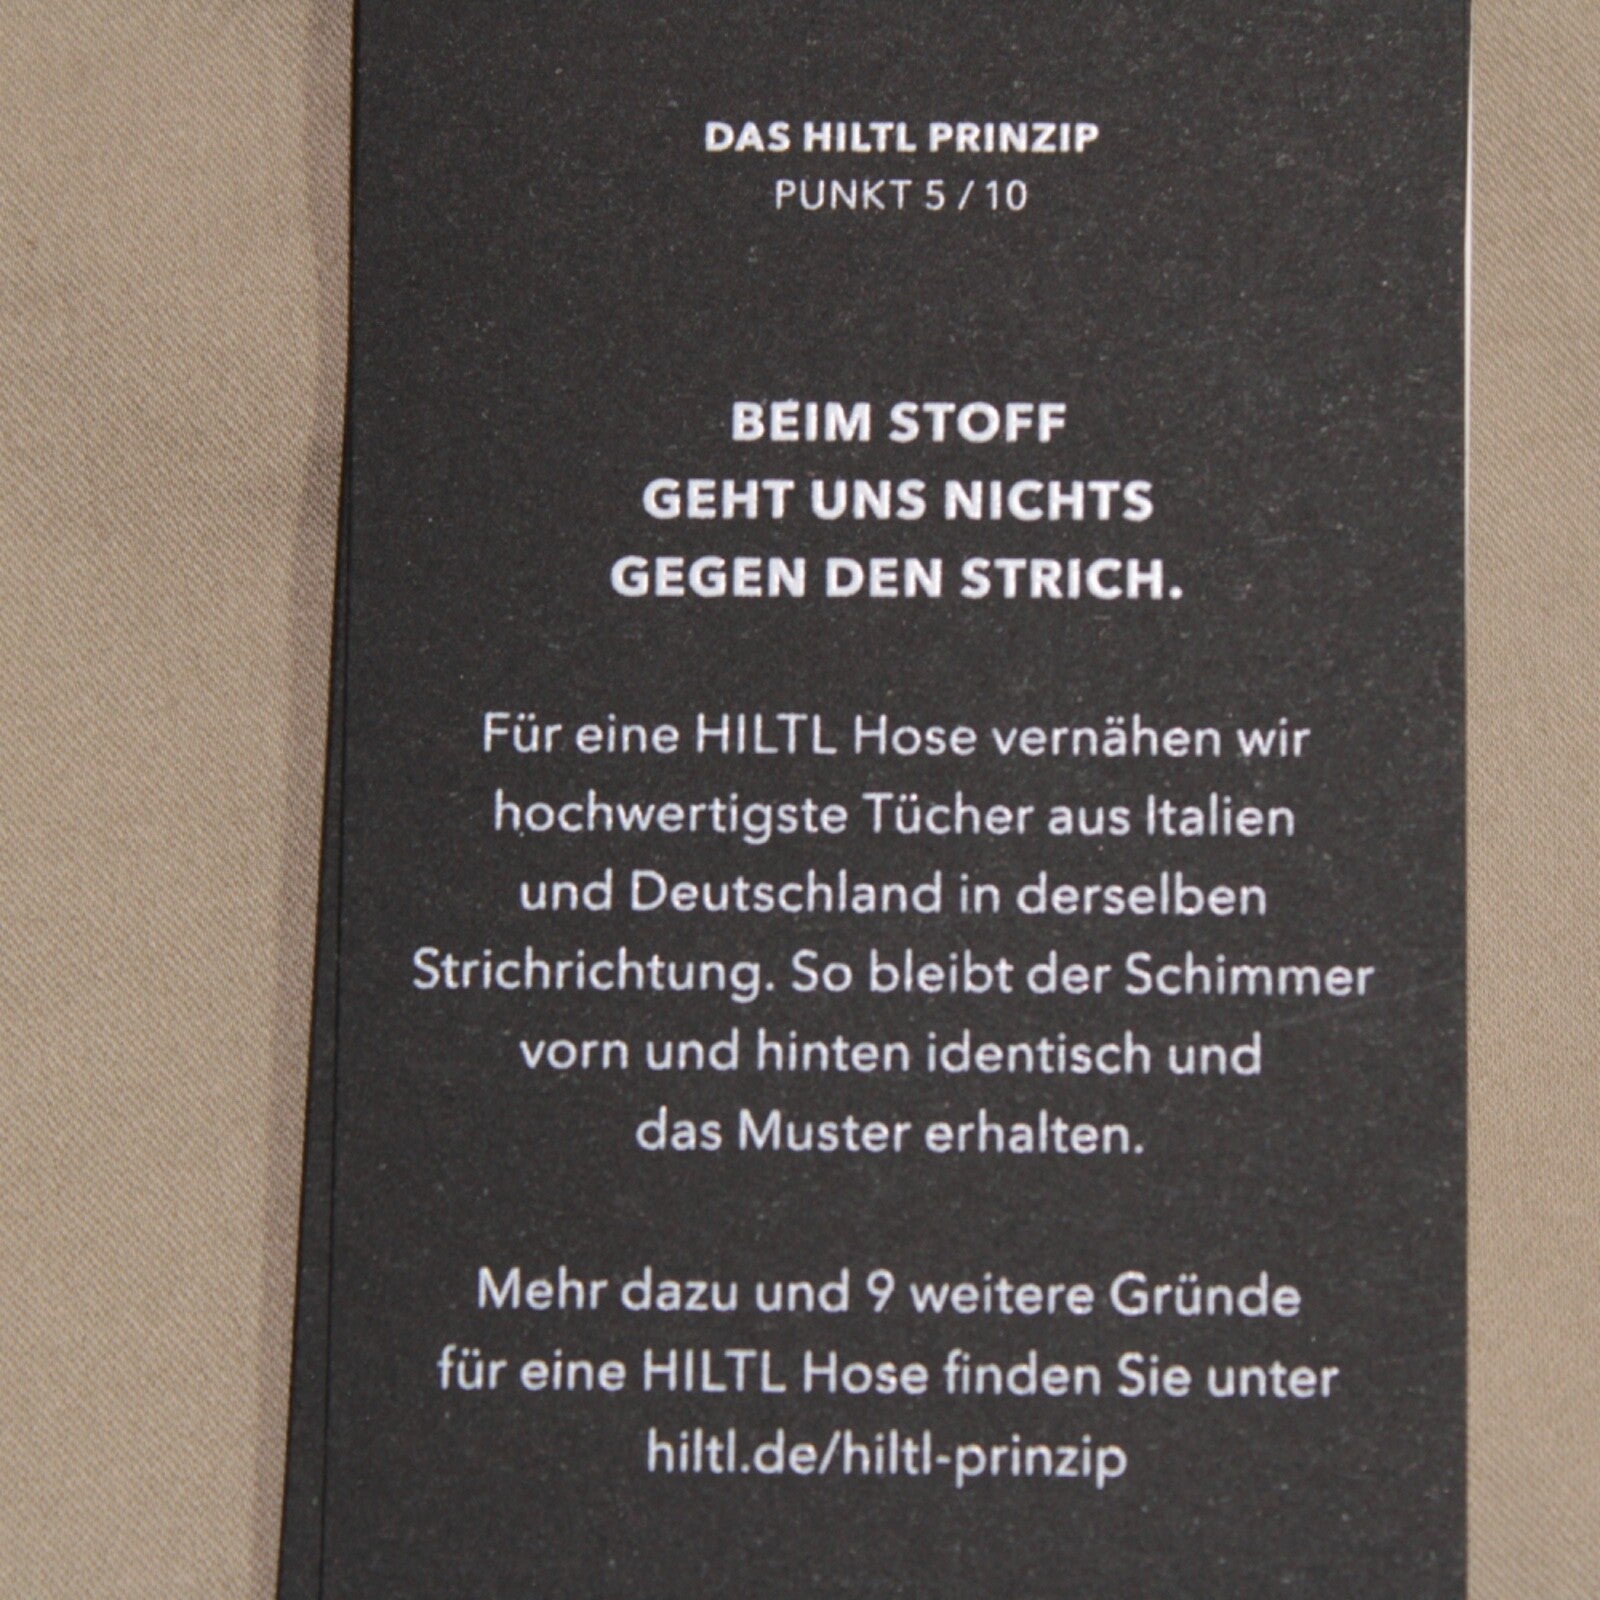 DAS HILTL PRINZIP
PUNKT 5 / 10
BEIM STOFF
GEHT UNS NICHTS
GEGEN DEN STRICH.
Für eine HILTL Hose vernähen wir
hochwertigste Tücher aus Italien
und Deutschland in derselben
Strichrichtung. So bleibt der Schimmer
vorn und hinten identisch und
das Muster erhalten.
Mehr dazu und 9 weitere Gründe
für eine HILTL Hose finden Sie unter
hiltl.de/hiltl-prinzip